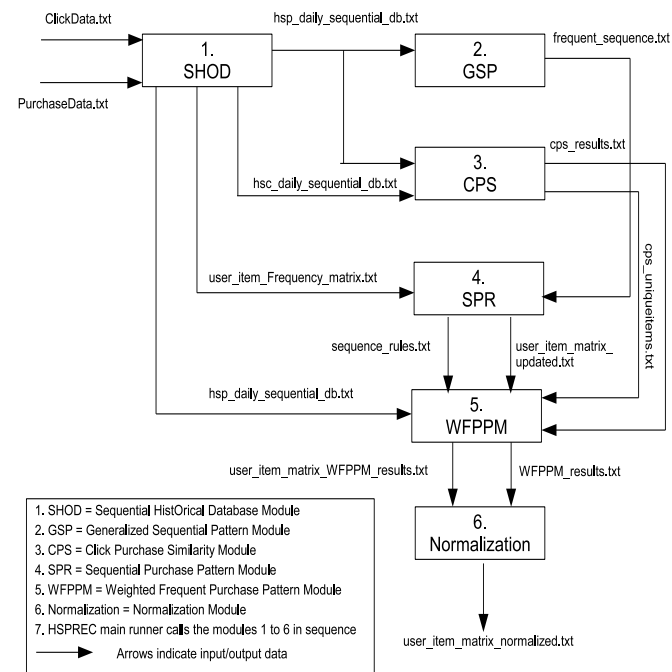 ClickData.txt
hsp_daily_sequential_db.txt
frequent_sequence.txt
1.
SHOD
2.
GSP
PurchaseData.txt
cps_results.txt
3.
CPS
hsc_daily_sequential_db.txt
cps_uniqueitems.txt
user_item_Frequency_matrix.txt
4.
SPR
sequence_rules.txt
user_item_matrix_
updated.txt
hsp_daily_sequential_db.txt
5.
WFPPM
user_item_matrix_WFPPM_results.txt
WFPPM_results.txt
6.
Normalization
1. SHOD = Sequential HistOrical Database Module
2. GSP = Generalized Sequential Pattern Module
3. CPS = Click Purchase Similarity Module
4. SPR = Sequential Purchase Pattern Module
5. WFPPM = Weighted Frequent Purchase Pattern Module
6. Normalization = Normalization Module
7. HSPREC main runner calls the modules 1 to 6 in sequence
Arrows indicate input/output data
user_item_matrix_normalized.txt